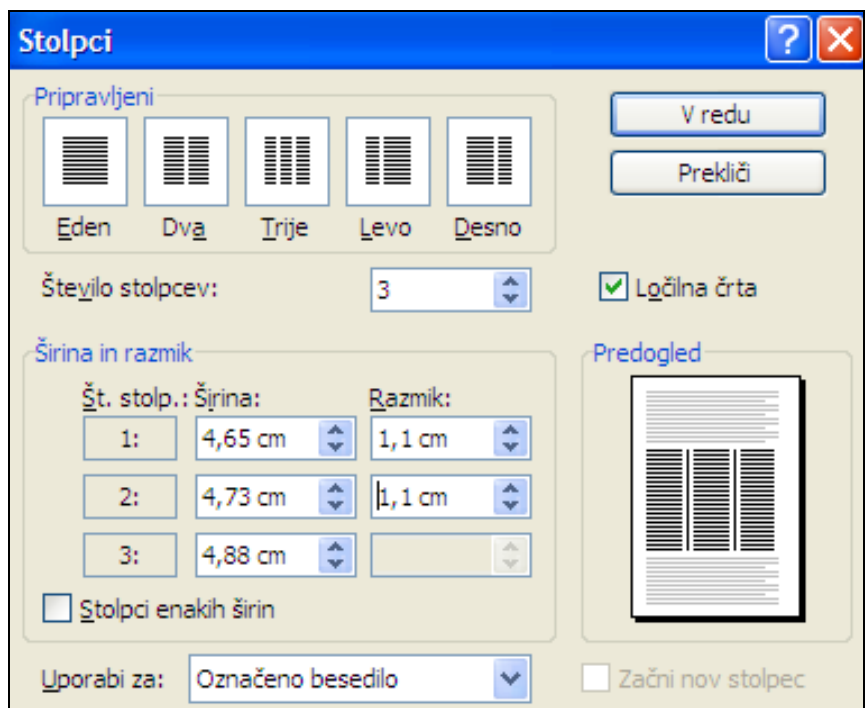 Stolpci
Pripravljeni
V redu
Prekliči
Eden Dva Trije Levo Desno
Število stolpcev: 3
Ločilna črta
Širina in razmik
Predogled
Št. stolp.: Širina: Razmik:
1: 4,65 cm 1,1 cm
2: 4,73 cm 1,1 cm
3: 4,88 cm
Stolpci enakih širin
Uporabi za: Označeno besedilo
Začni nov stolpec